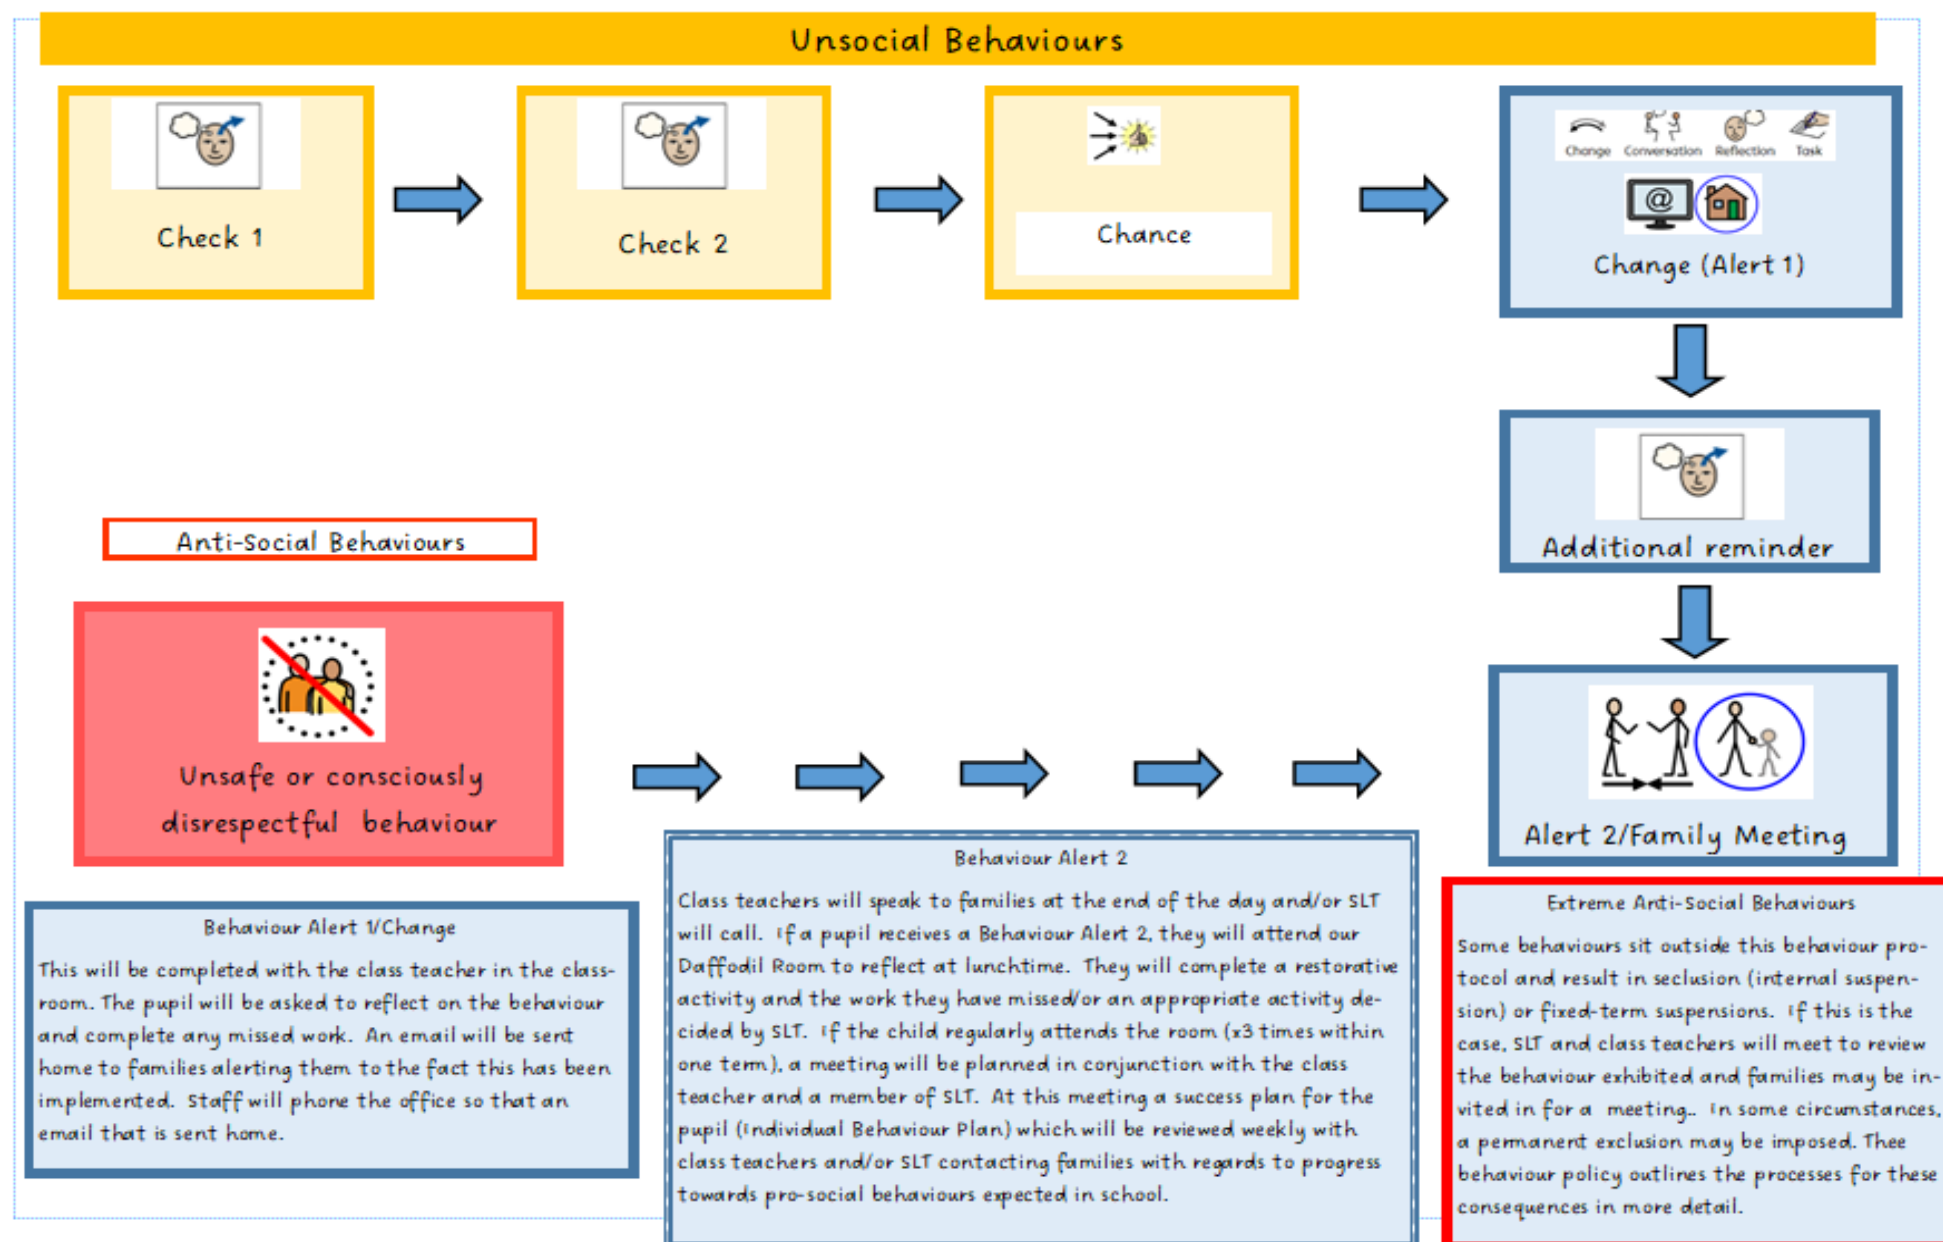 Unsocial Behaviours
Check 1
Check 2
Chance
Change Conversation Reflection Task
@
Change (Alert 1)
Additional reminder
Anti-Social Behaviours
Unsafe or consciously
disrespectful behaviour
Alert 2/Family Meeting
Behaviour Alert 1/Change
This will be completed with the class teacher in the class-
room. The pupil will be asked to reflect on the behaviour
and complete any missed work. An email will be sent
home to families alerting them to the fact this has been
implemented. Staff will phone the office so that an
email that is sent home.
Behaviour Alert 2
Class teachers will speak to families at the end of the day and/or SLT
will call. If a pupil receives a Behaviour Alert 2, they will attend our
Daffodil Room to reflect at lunchtime. They will complete a restorative
activity and the work they have missed/or an appropriate activity de-
cided by SLT. If the child regularly attends the room (x3 times within
one term), a meeting will be planned in conjunction with the class
teacher and a member of SLT. At this meeting a success plan for the
pupil (Individual Behaviour Plan) which will be reviewed weekly with
class teachers and/or SLT contacting families with regards to progress
towards pro-social behaviours expected in school.
Extreme Anti-Social Behaviours
Some behaviours sit outside this behaviour pro-
tocol and result in seclusion (internal suspen-
sion) or fixed-term suspensions. If this is the
case, SLT and class teachers will meet to review
the behaviour exhibited and families may be in-
vited in for a meeting.. In some circumstances,
a permanent exclusion may be imposed. Thee
behaviour policy outlines the processes for these
consequences in more detail.